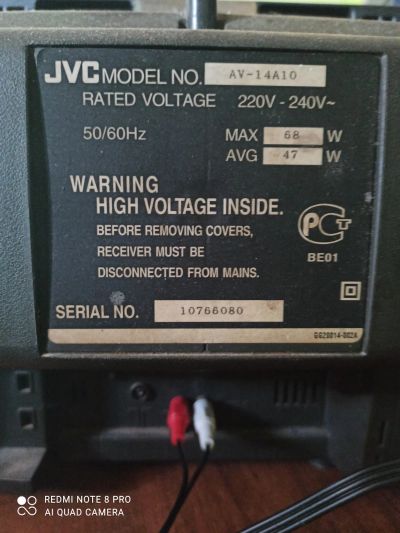 JVC MODEL NO. AV-14A10
RATED VOLTAGE 220V - 240V~
50/60Hz MAX 68 W
AVG 47 W
WARNING
HIGH VOLTAGE INSIDE.
BEFORE REMOVING COVERS,
RECEIVER MUST BE
DISCONNECTED FROM MAINS.
PCT
BE01
SERIAL NO. 10766080
REDMI NOTE 8 PRO
AI QUAD CAMERA